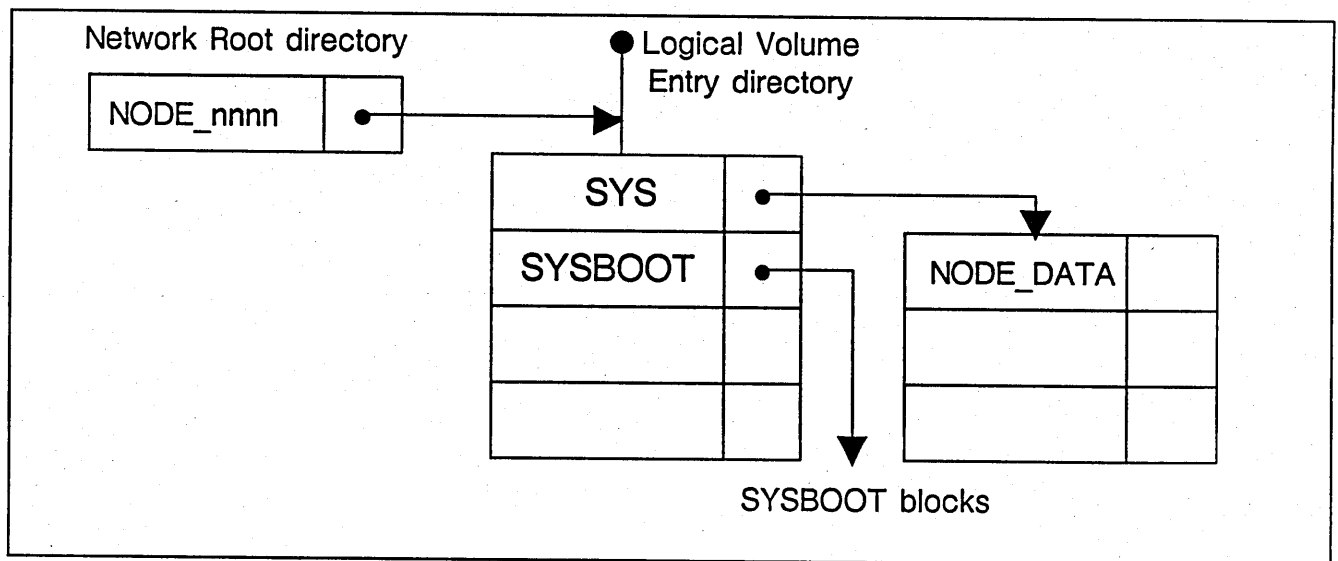 Network Root directory
Logical Volume
Entry directory
NODE_nnnn
SYS
SYSBOOT
NODE_DATA
SYSBOOT blocks